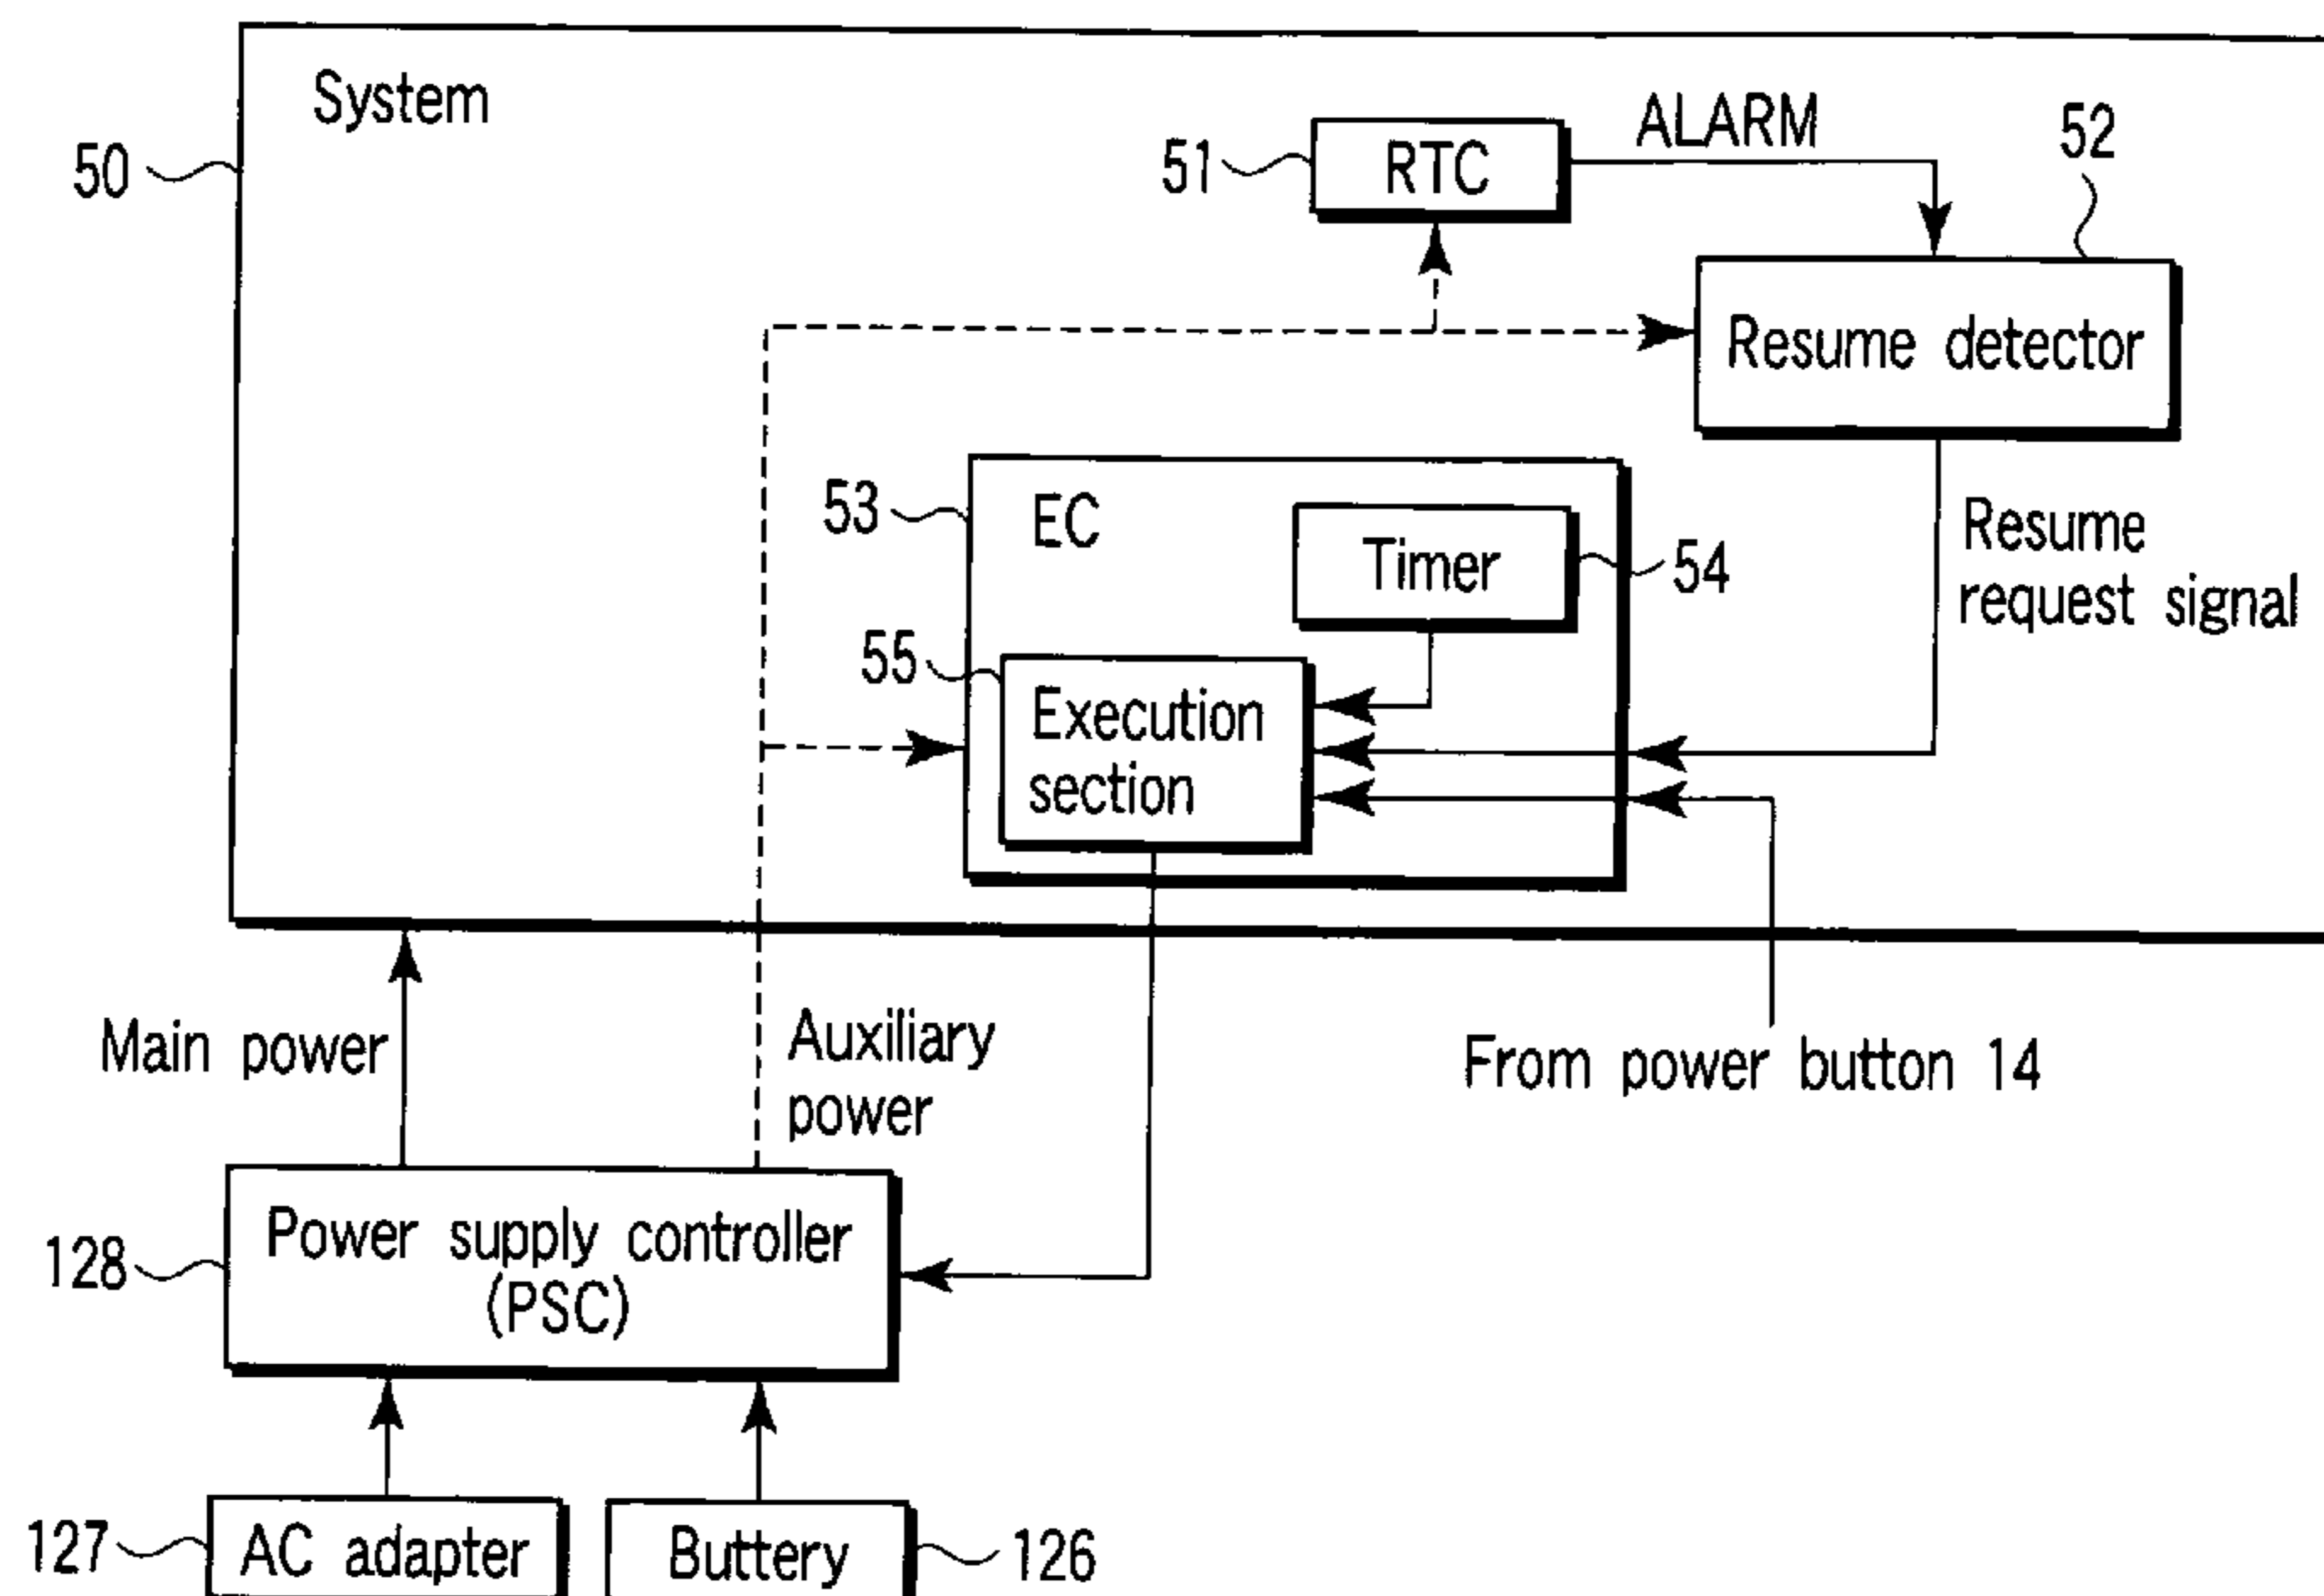 System
50
51
RTC
ALARM
52
Resume detector
53
EC
Timer
54
Resume
request signal
55
Execution
section
Main power
Auxiliary
power
From power button 14
128
Power supply controller
(PSC)
127
AC adapter
Buttery
126